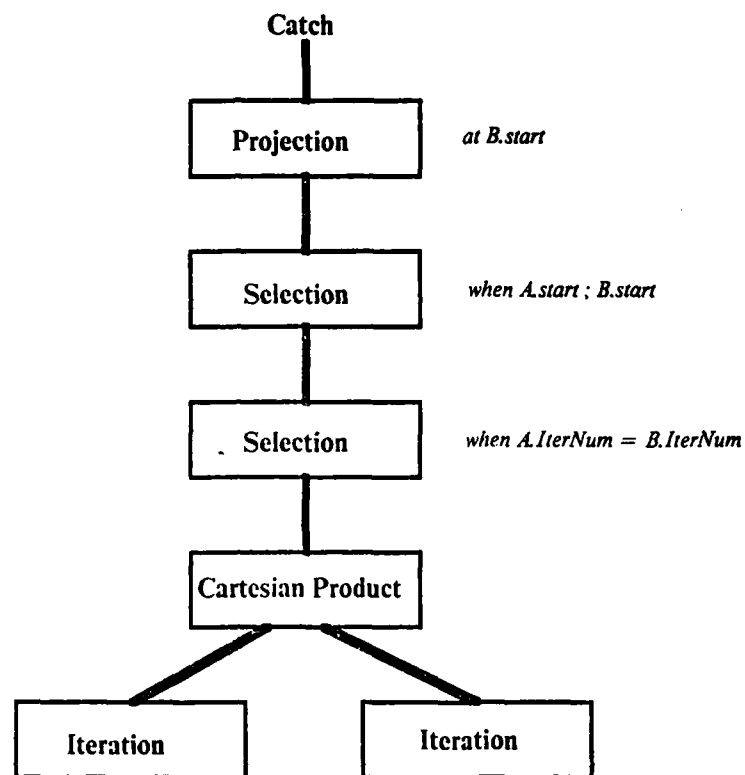 Catch
Projection
at B.start
Selection
when A.start ; B.start
Selection
when A.IterNum = B.IterNum
Cartesian Product
Iteration
Iteration